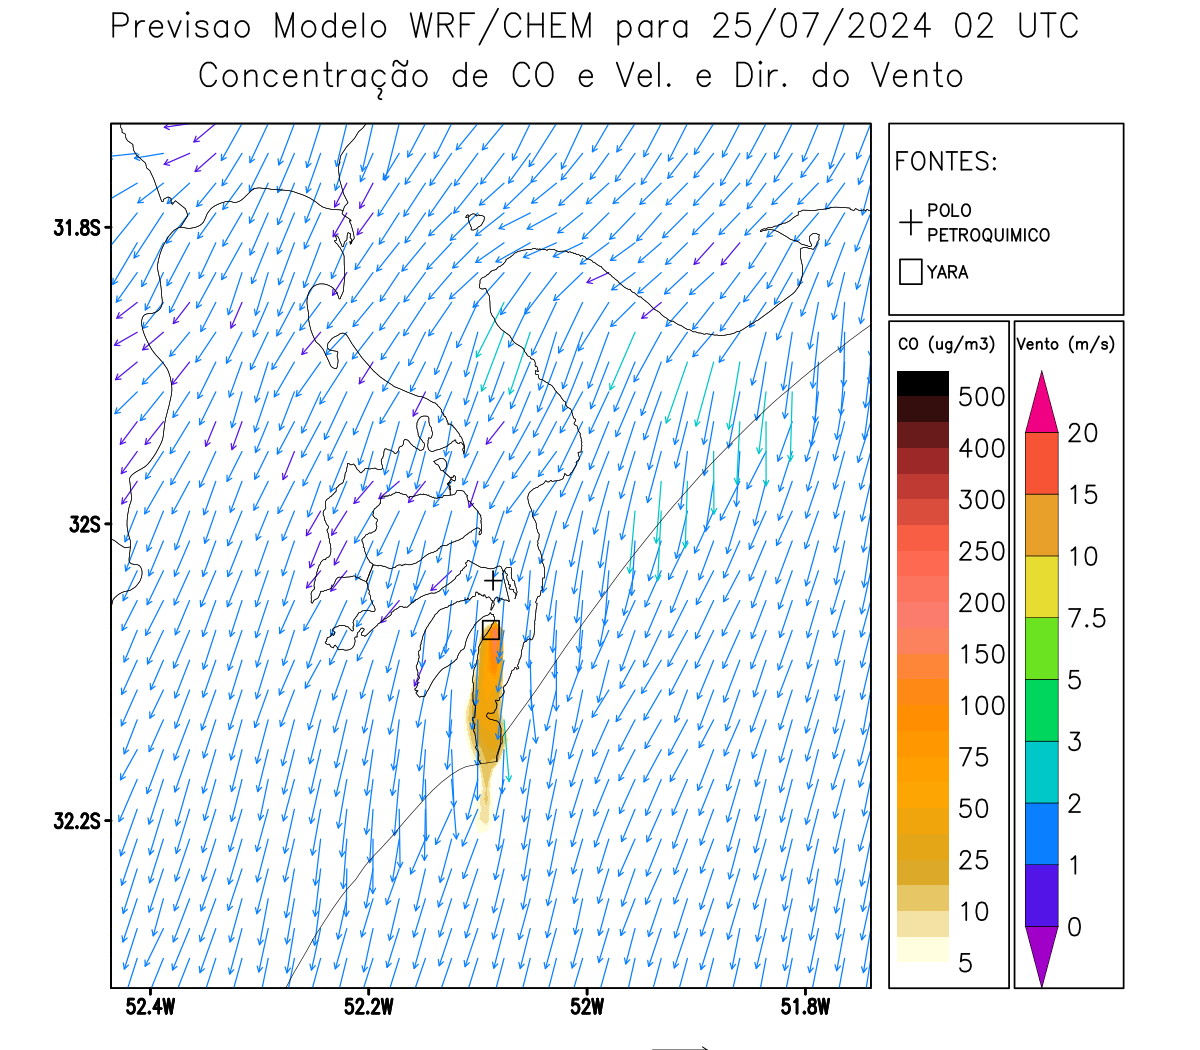 Previsao Modelo WRF/CHEM para 25/07/2024 02 UTC
Concentração de CO e Vel. e Dir. do Vento
FONTES:
POLO
PETROQUIMICO
YARA
CO (ug/m3)
500
400
300
250
200
150
100
75
50
25
10
5
Vento (m/s)
20
15
10
7.5
5
3
2
1
0
31.8S
32S
32.2S
52.4W
52.2W
52W
51.8W